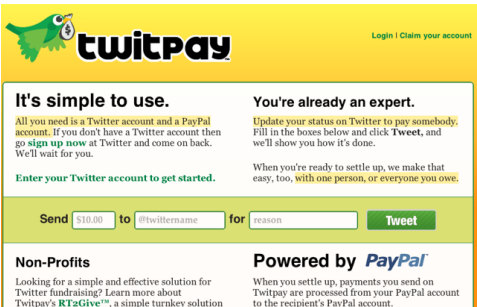 twitpay
Login | Claim your account
It's simple to use.
All you need is a Twitter account and a PayPal
account. If you don't have a Twitter account then
go sign up now at Twitter and come on back.
We'll wait for you.
Enter your Twitter account to get started.
You're already an expert.
Update your status on Twitter to pay somebody.
Fill in the boxes below and click Tweet, and
we'll show you how it's done.
When you're ready to settle up, we make that
easy, too, with one person, or everyone you owe.
Send $10.00 to @twittername for reason Tweet
Non-Profits
Looking for a simple and effective solution for
Twitter fundraising? Learn more about
Twitpay's RT2Give™, a simple turnkey solution
Powered by PayPal
When you settle up, payments you send on
Twitpay are processed from your PayPal account
to the recipient's PayPal account.